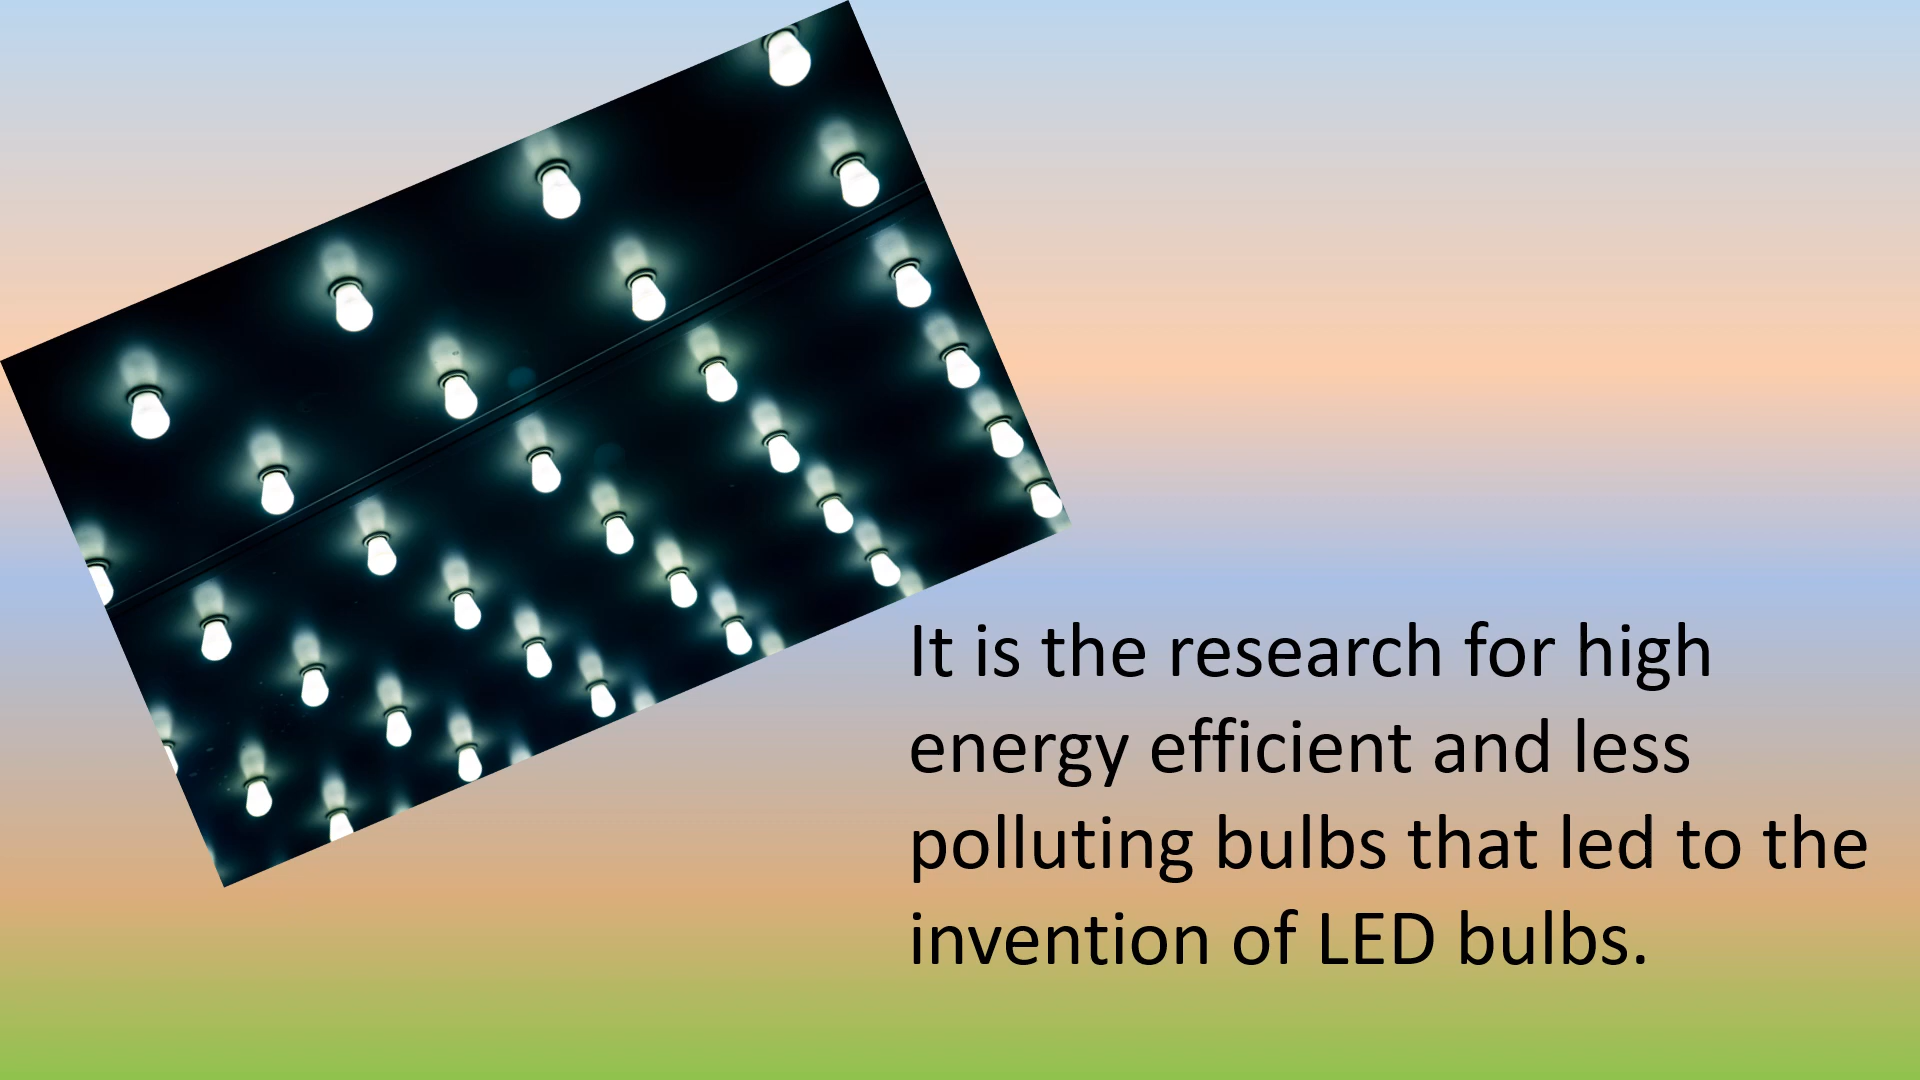 It is the research for high
energy efficient and less
polluting bulbs that led to the
invention of LED bulbs.